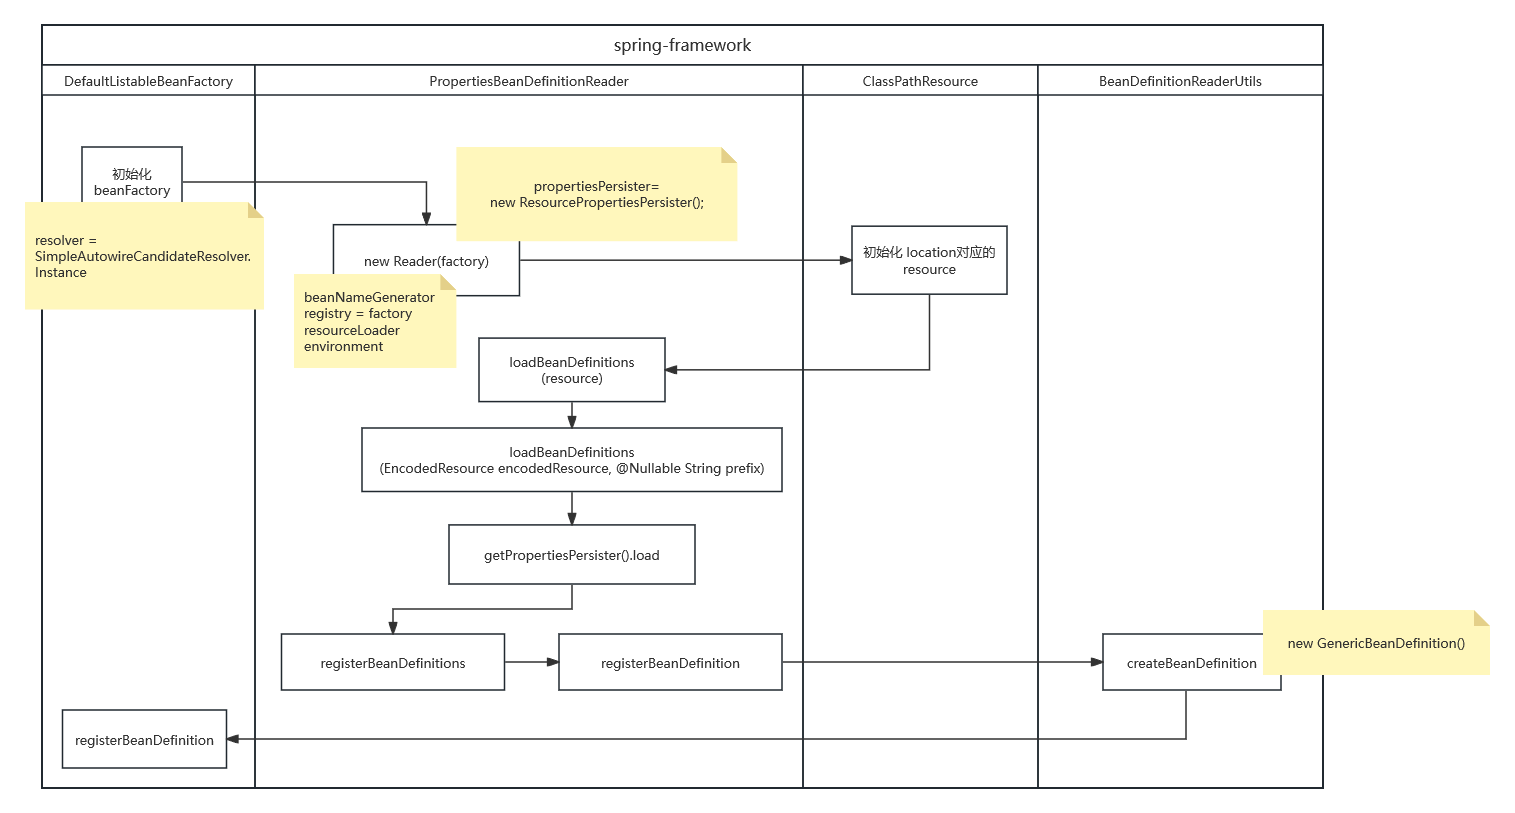 spring-framework
DefaultListableBeanFactory
PropertiesBeanDefinitionReader
ClassPathResource
BeanDefinitionReaderUtils
初始化
beanFactory
resolver =
SimpleAutowireCandidateResolver.
Instance
propertiesPersister=
new ResourcePropertiesPersister();
new Reader(factory)
beanNameGenerator
registry = factory
resourceLoader
environment
初始化 location对应的
resource
loadBeanDefinitions
(resource)
loadBeanDefinitions
(EncodedResource encodedResource, @Nullable String prefix)
getPropertiesPersister().load
registerBeanDefinitions
registerBeanDefinition
createBeanDefinition
new GenericBeanDefinition()
registerBeanDefinition